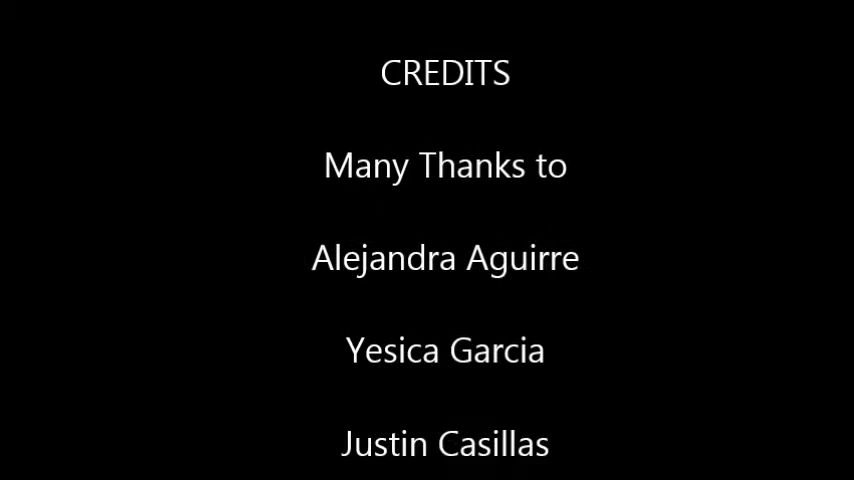 CREDITS
Many Thanks to
Alejandra Aguirre
Yesica Garcia
Justin Casillas